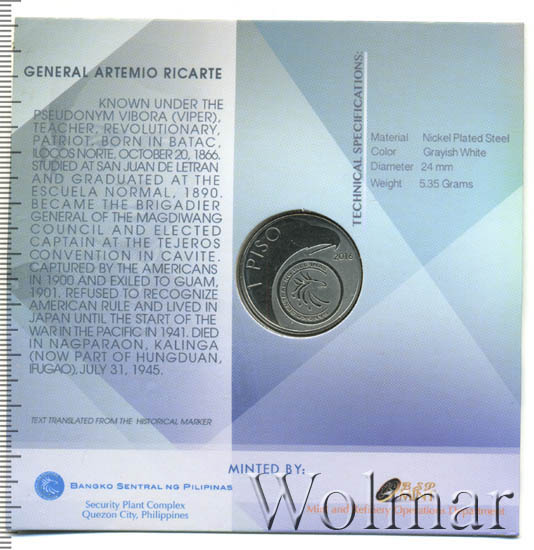 GENERAL ARTEMIO RICARTE
KNOWN UNDER THE
PSEUDONYM VIBORA (VIPER),
TEACHER, REVOLUTIONARY,
PATRIOT, BORN IN BATAC,
ILOCOS NORTE, OCTOBER 20, 1866.
STUDIED AT SAN JUAN DE LETRAN
AND GRADUATED AT THE
ESCUELA NORMAL, 1890.
BECAME THE BRIGADIER
GENERAL OF THE MAGDIWANG
COUNCIL AND ELECTED
CAPTAIN AT THE TEJEROS
CONVENTION IN CAVITE.
CAPTURED BY THE AMERICANS
IN 1900 AND EXILED TO GUAM,
1901. REFUSED TO RECOGNIZE
AMERICAN RULE AND LIVED IN
JAPAN UNTIL THE START OF THE
WAR IN THE PACIFIC IN 1941. DIED
IN NAGPARAON, KALINGA
(NOW PART OF HUNGDUAN,
IFUGAO), JULY 31, 1945.
TEXT TRANSLATED FROM THE HISTORICAL MARKER
TECHNICAL SPECIFICATIONS:
Material Nickel Plated Steel
Color Grayish White
Diameter 24 mm
Weight 5.35 Grams
1 PISO
2016
MINTED BY:
BANGKO SENTRAL NG PILIPINAS
Security Plant Complex
Quezon City, Philippines
BSP
Mint and Refinery Operations Department
Wolmar